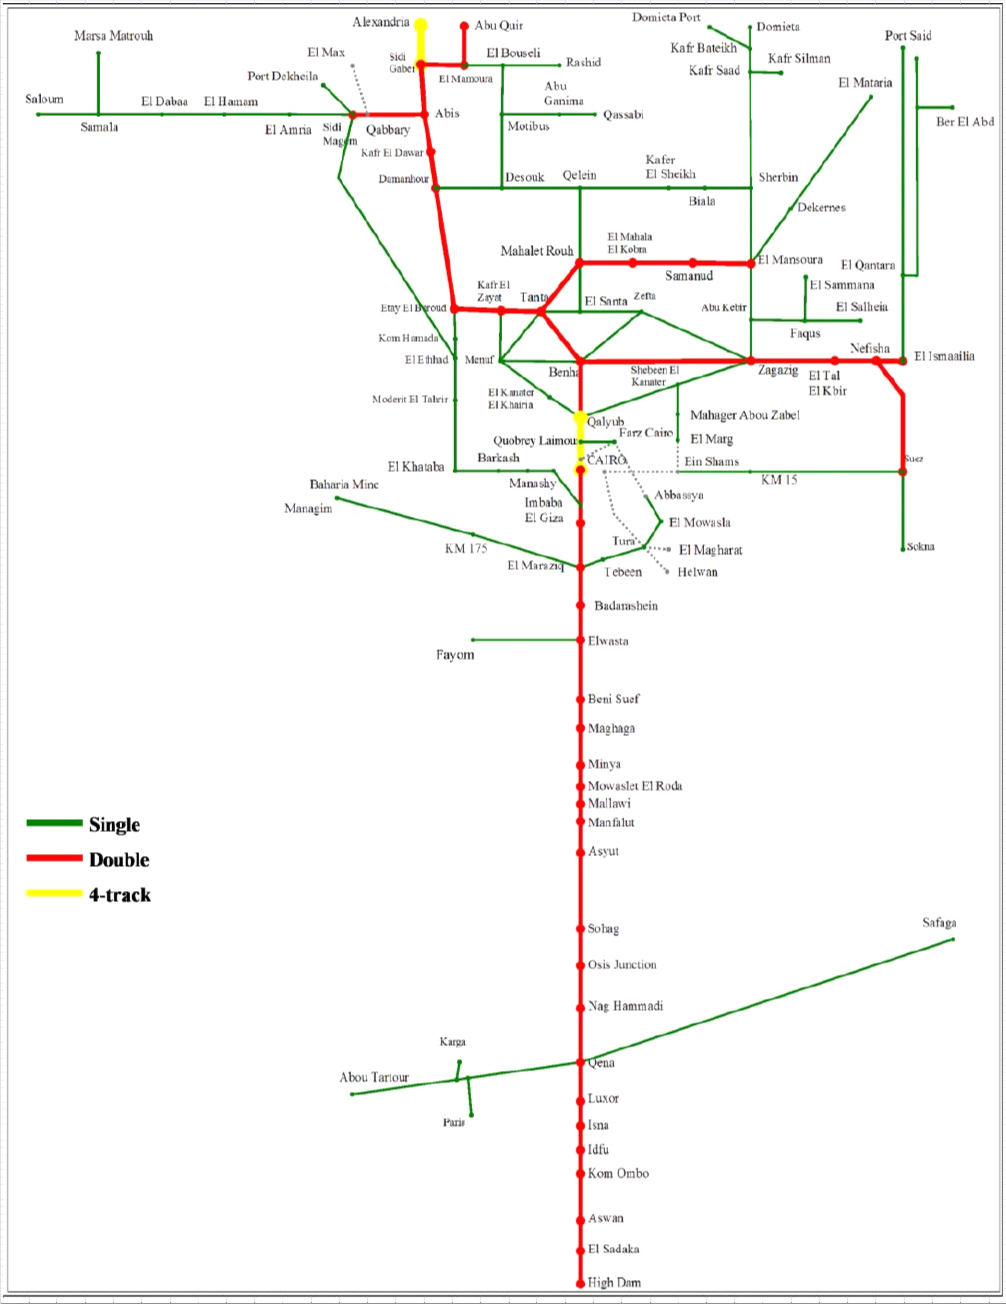 Alexandria
Abu Quir
Domieta Port
Domieta
Marsa Matrouh
Port Said
El Max
Sidi
Gaber
El Bouseli
Rashid
Kafr Bateikh
Kafr Saad
Kafr Silman
Port Dekheila
El Mamoura
Abu
Ganima
El Mataria
Saloum
El Dabaa
El Hamam
Samala
El Amria
Sidi
Magem
Qabbary
Abis
Motibus
Qassabi
Ber El Abd
Kafr El Dawar
Kafer
El Sheikh
Damanhour
Desouk
Qelein
Biala
Sherbin
Dekernes
El Mahala
El Kobra
Mahalet Rouh
Samanud
El Mansoura
El Qantara
El Sammana
Kafr El
Zayat
Tanta
El Santa
Zefta
Abu Kebir
El Salheia
Etay El Baroud
Faqus
Kom Hamada
El Etihad
Menuf
Benha
Shebeen El
Kanater
Zagazig
El Tal
El Kbir
Nefisha
El Ismaailia
El Kanater
El Khairia
Moderit El Tahrir
Qalyub
Mahager Abou Zabel
Quobrey Laimou
Farz Cairo
El Marg
El Khataba
Barkash
CAIRO
Ein Shams
Suez
KM 15
Baharia Mine
Managim
Manashy
Imbaba
El Giza
Abbassya
El Mowasla
KM 175
Tura
El Magharat
Sokna
El Maraziq
Tebeen
Helwan
Badarashein
Elwasta
Fayom
Beni Suef
Maghaga
Minya
Mowaslet El Roda
Mallawi
Manfalut
Asyut
Single
Double
4-track
Sohag
Safaga
Osis Junction
Nag Hammadi
Karga
Qena
Abou Tartour
Luxor
Paris
Isna
Idfu
Kom Ombo
Aswan
El Sadaka
High Dam